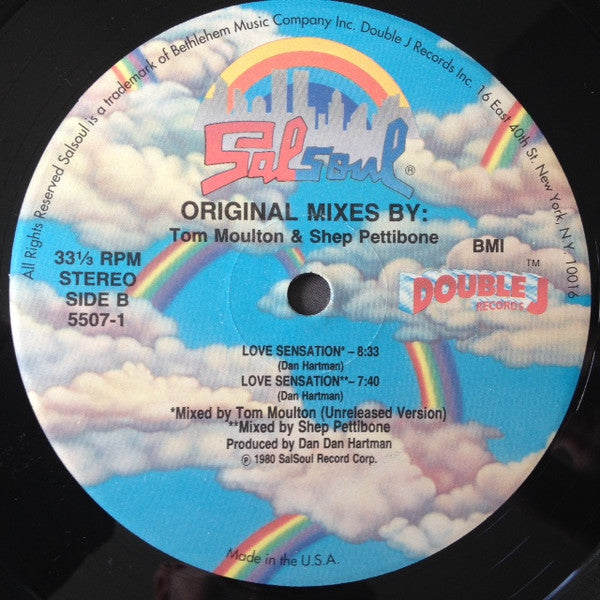 All Rights Reserved Salsoul is a trademark of Bethlehem Music Company Inc. Double J Records Inc. 16 East 40th St. New York, N.Y. 10016
Salsoul®
ORIGINAL MIXES BY:
Tom Moulton & Shep Pettibone
33⅓ RPM
STEREO
SIDE B
5507-1
BMI
DOUBLE J™
RECORDS
LOVE SENSATION* – 8:33
(Dan Hartman)
LOVE SENSATION** – 7:40
(Dan Hartman)
*Mixed by Tom Moulton (Unreleased Version)
**Mixed by Shep Pettibone
Produced by Dan Dan Hartman
℗ 1980 SalSoul Record Corp.
Made in the U.S.A.